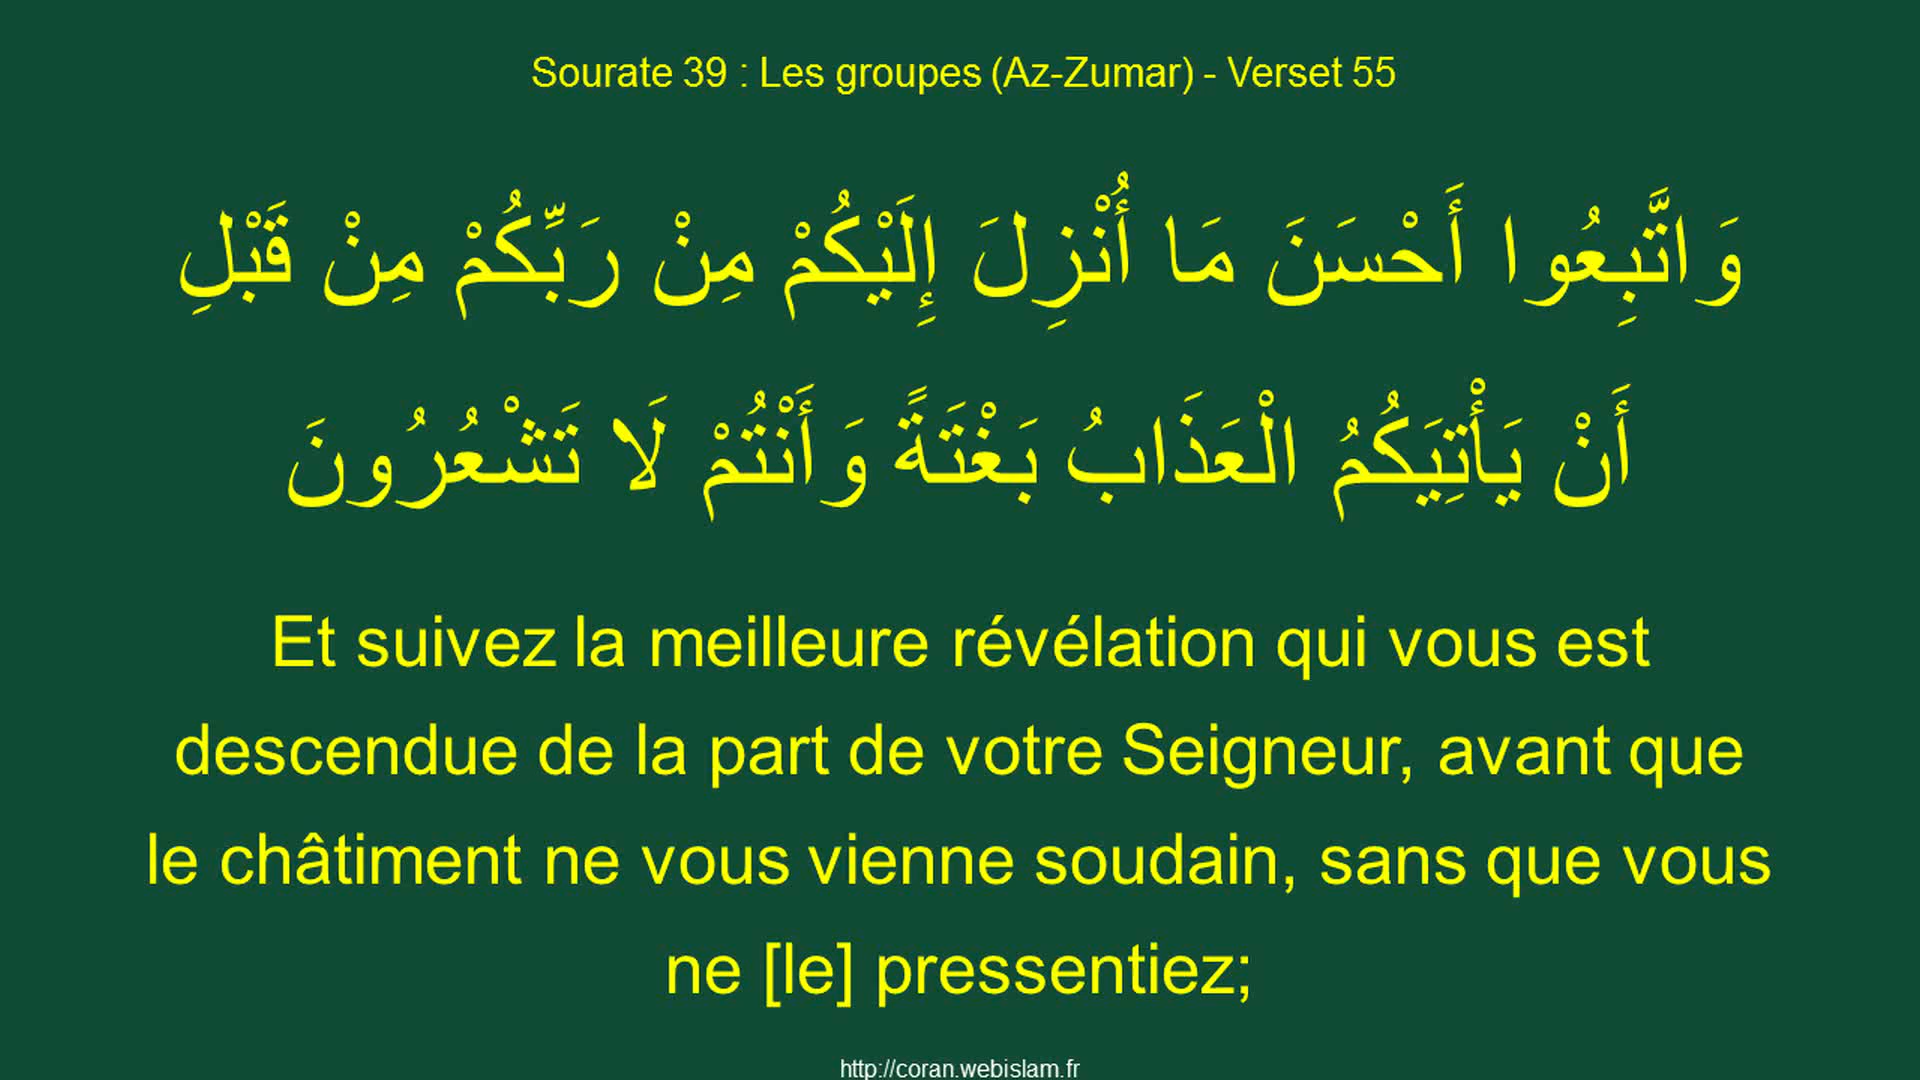 Sourate 39 : Les groupes (Az-Zumar) - Verset 55
وَاتَّبِعُوا أَحْسَنَ مَا أُنْزِلَ إِلَيْكُمْ مِنْ رَبِّكُمْ مِنْ قَبْلِ
أَنْ يَأْتِيَكُمُ الْعَذَابُ بَغْتَةً وَأَنْتُمْ لَا تَشْعُرُونَ
Et suivez la meilleure révélation qui vous est
descendue de la part de votre Seigneur, avant que
le châtiment ne vous vienne soudain, sans que vous
ne [le] pressentiez;
http://coran.webislam.fr